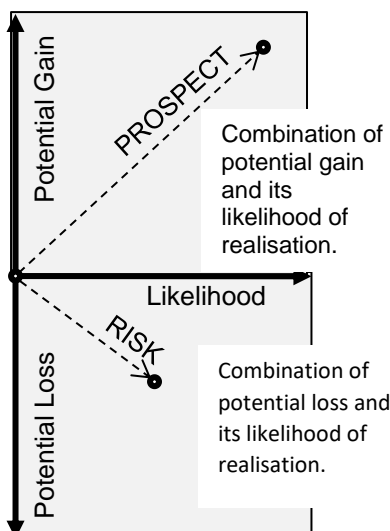 Potential Gain
PROSPECT
Combination of
potential gain
and its
likelihood of
realisation.
Likelihood
RISK
Potential Loss
Combination of
potential loss and
its likelihood of
realisation.